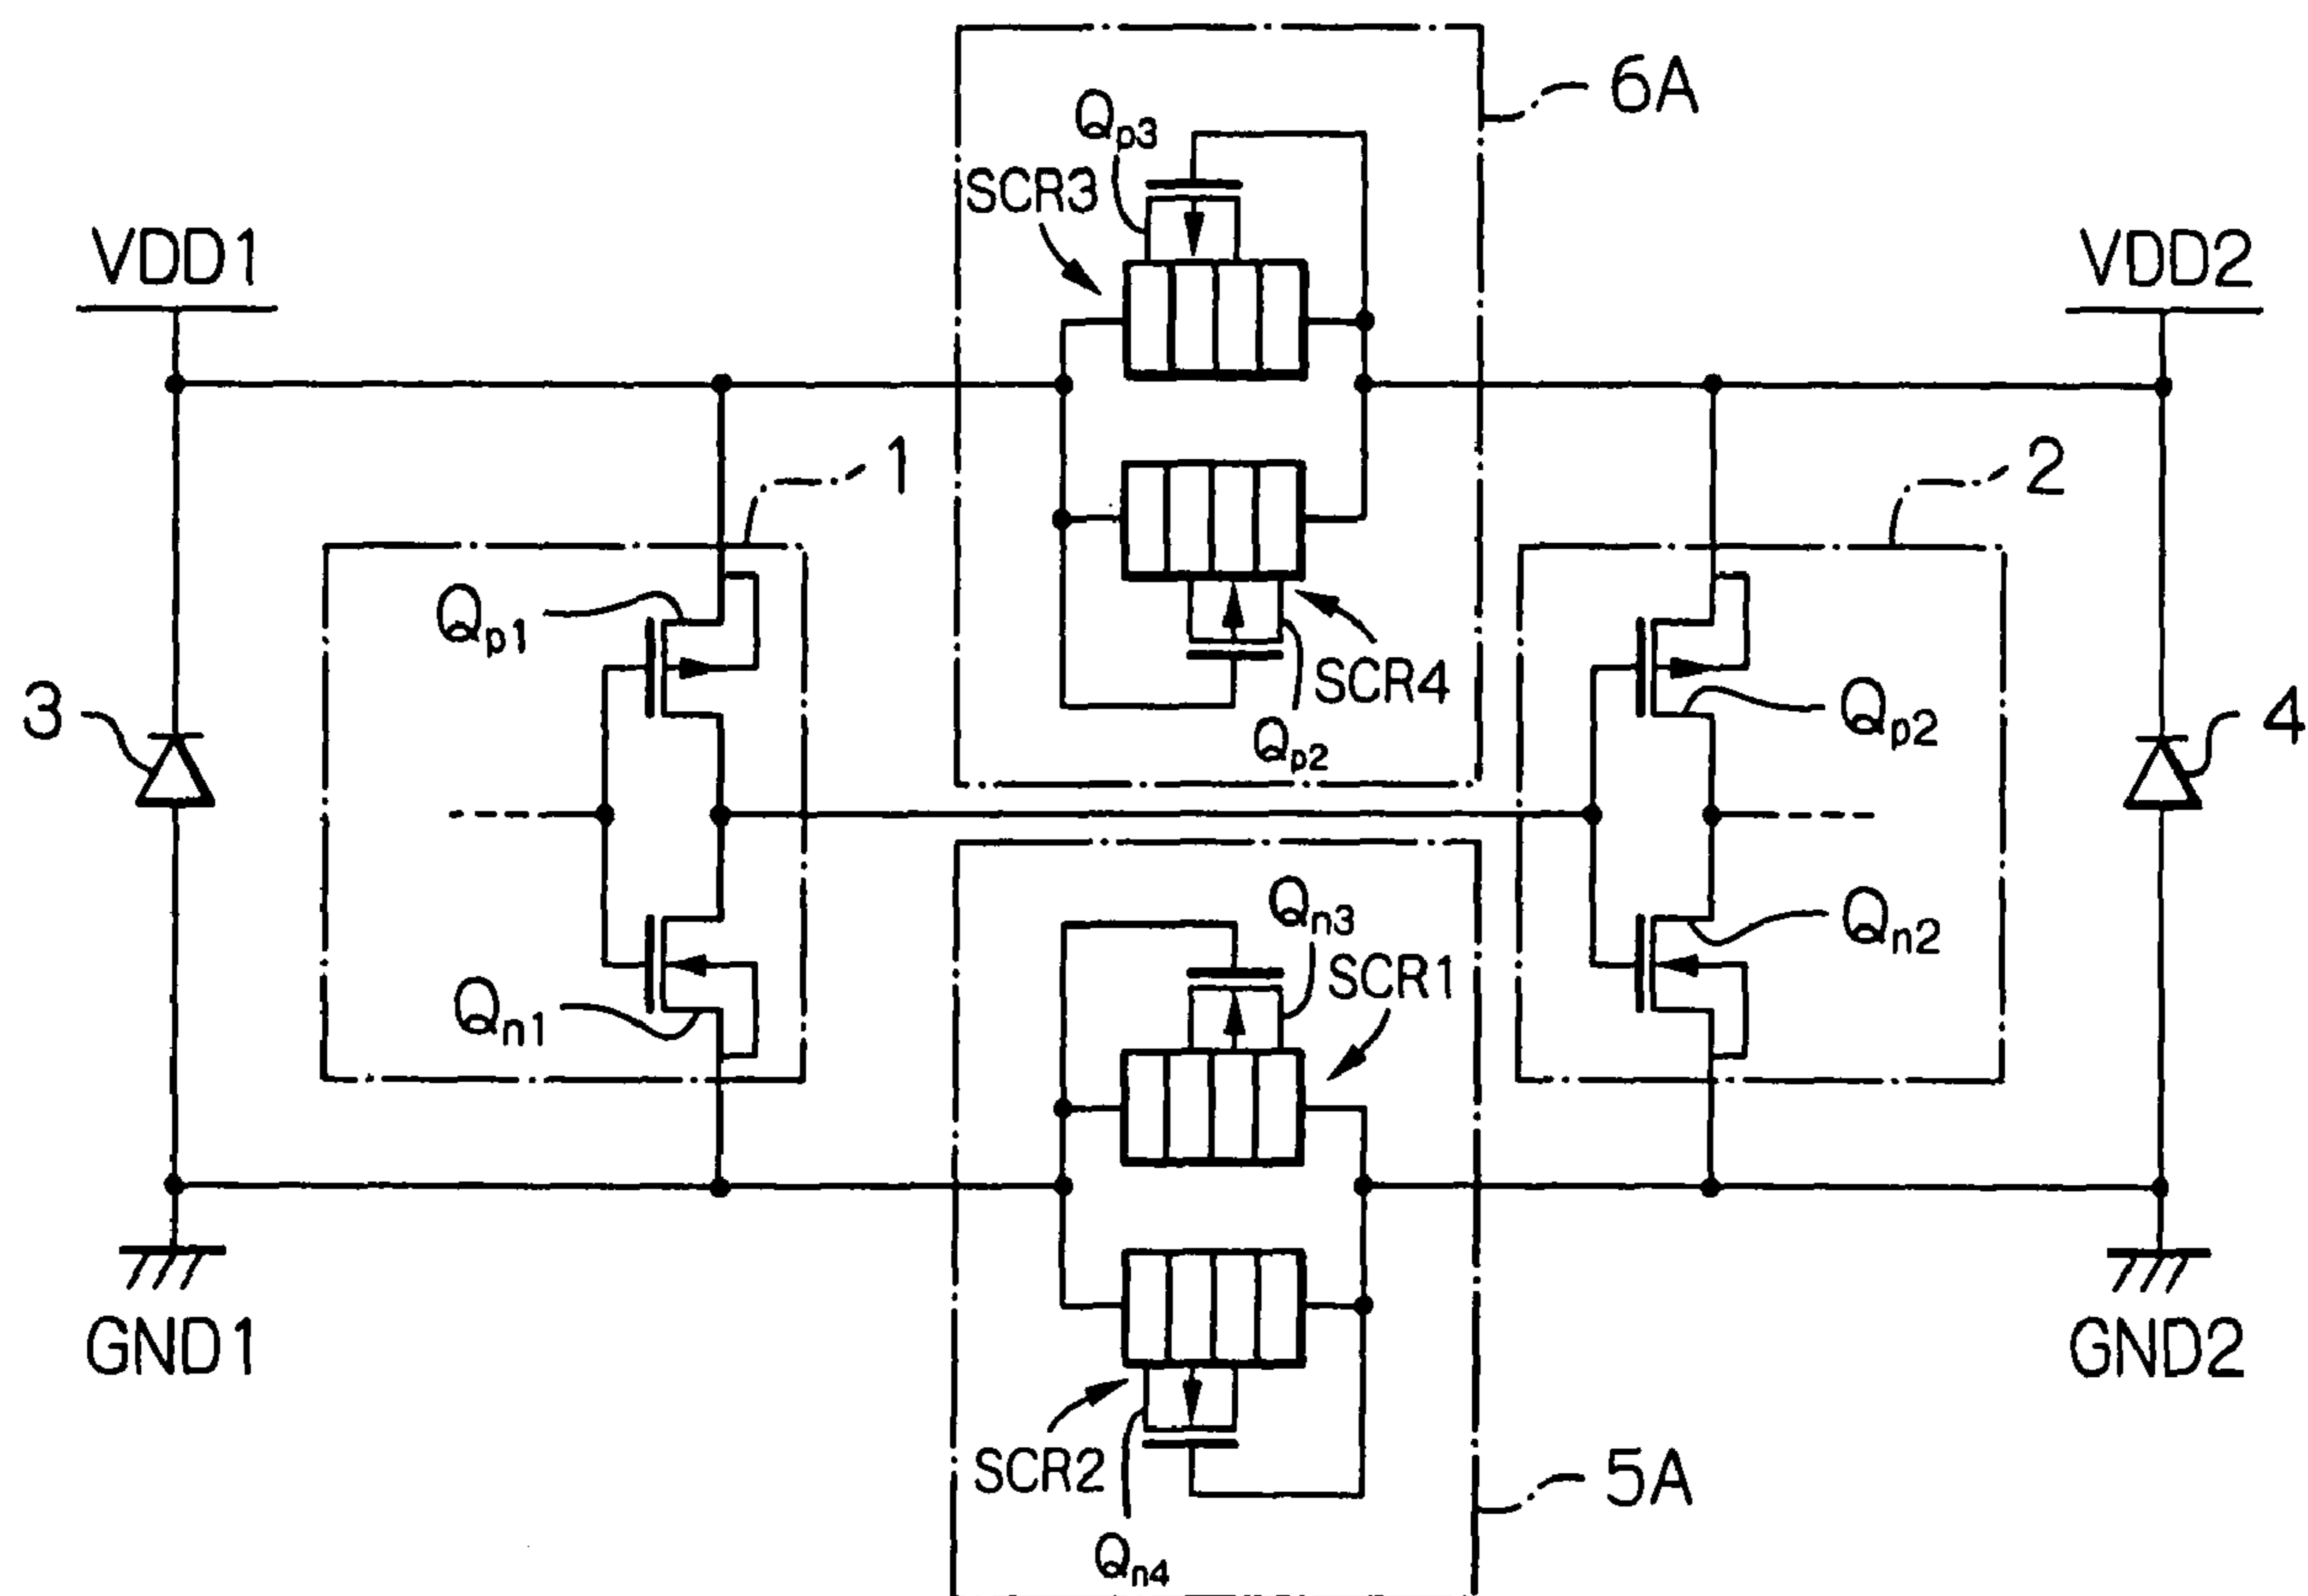 6A
Qp3
SCR3
VDD1
VDD2
1
2
Qp1
SCR4
3
Qp2
Qp2
4
Qn3
Qn2
SCR1
Qn1
GND1
GND2
SCR2
5A
Qn4